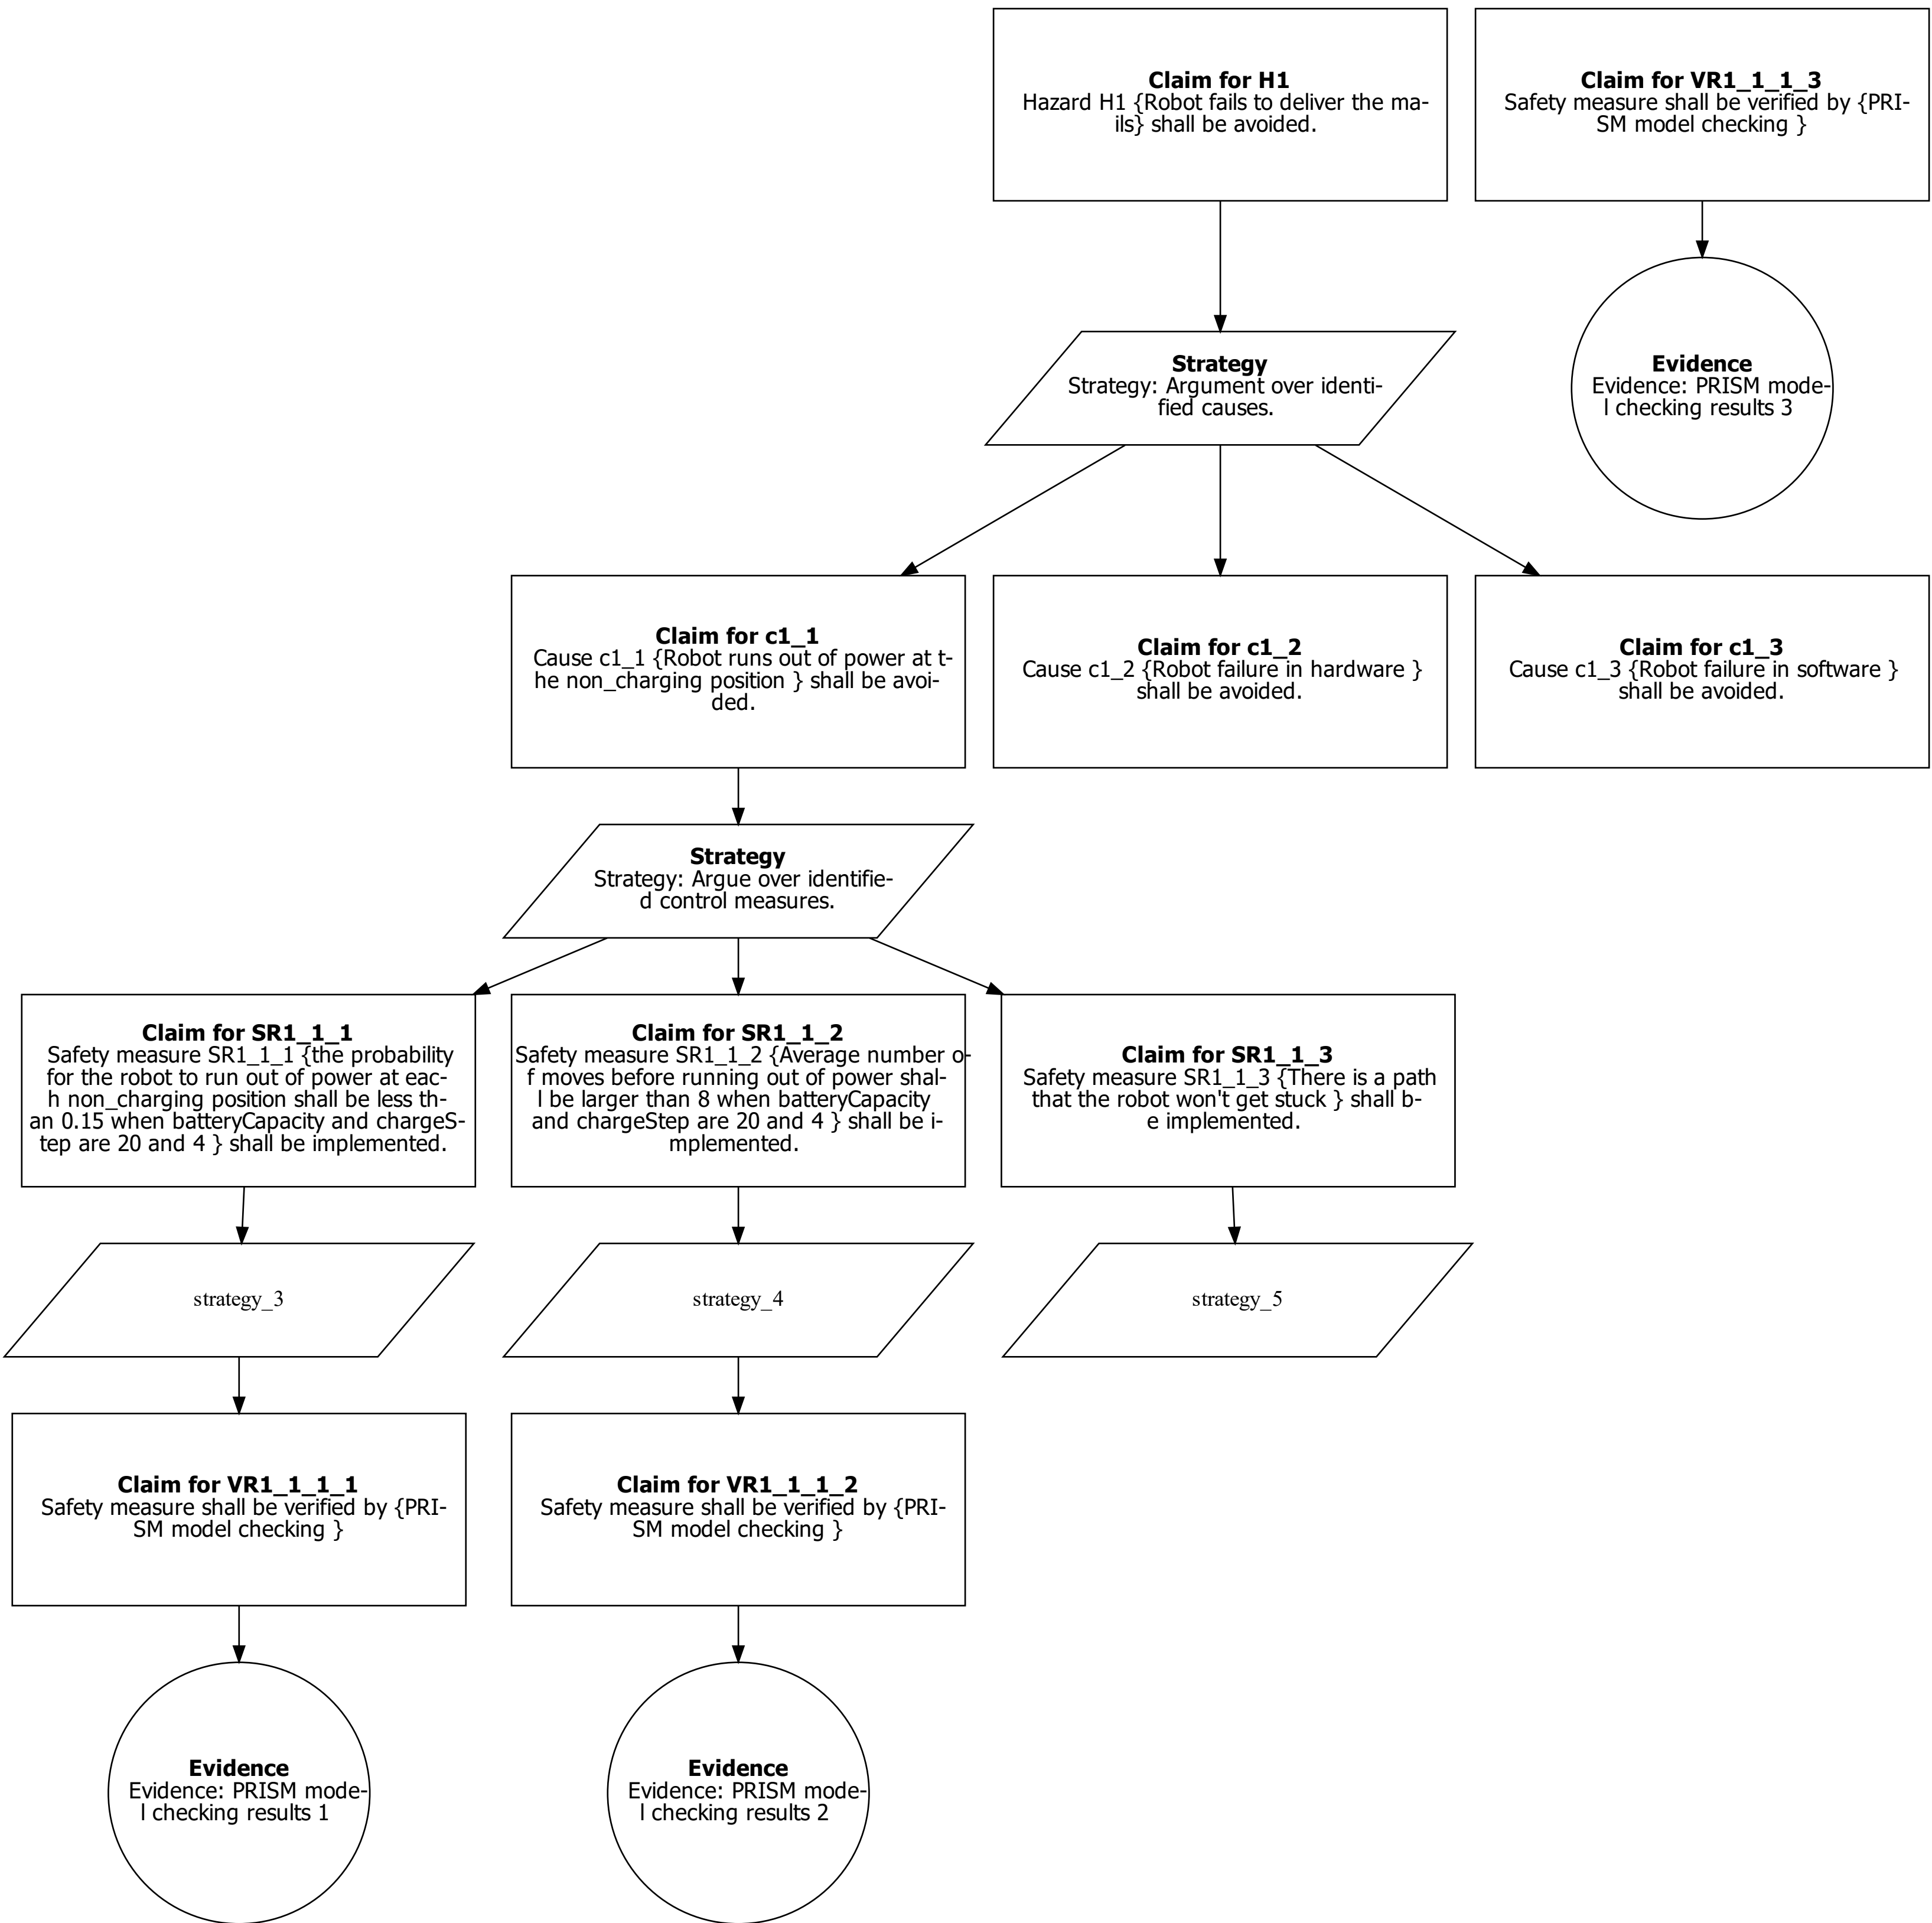 Claim for H1
Hazard H1 {Robot fails to deliver the ma-
ils} shall be avoided.
Claim for VR1_1_1_3
Safety measure shall be verified by {PRI-
SM model checking }
Strategy
Strategy: Argument over identi-
fied causes.
Evidence
Evidence: PRISM mode-
l checking results 3
Claim for c1_1
Cause c1_1 {Robot runs out of power at t-
he non_charging position } shall be avoi-
ded.
Claim for c1_2
Cause c1_2 {Robot failure in hardware }
shall be avoided.
Claim for c1_3
Cause c1_3 {Robot failure in software }
shall be avoided.
Strategy
Strategy: Argue over identifie-
d control measures.
Claim for SR1_1_1
Safety measure SR1_1_1 {the probability
for the robot to run out of power at eac-
h non_charging position shall be less th-
an 0.15 when batteryCapacity and chargeS-
tep are 20 and 4 } shall be implemented.
Claim for SR1_1_2
Safety measure SR1_1_2 {Average number o-
f moves before running out of power shal-
l be larger than 8 when batteryCapacity
and chargeStep are 20 and 4 } shall be i-
mplemented.
Claim for SR1_1_3
Safety measure SR1_1_3 {There is a path
that the robot won't get stuck } shall b-
e implemented.
strategy_3
strategy_4
strategy_5
Claim for VR1_1_1_1
Safety measure shall be verified by {PRI-
SM model checking }
Claim for VR1_1_1_2
Safety measure shall be verified by {PRI-
SM model checking }
Evidence
Evidence: PRISM mode-
l checking results 1
Evidence
Evidence: PRISM mode-
l checking results 2